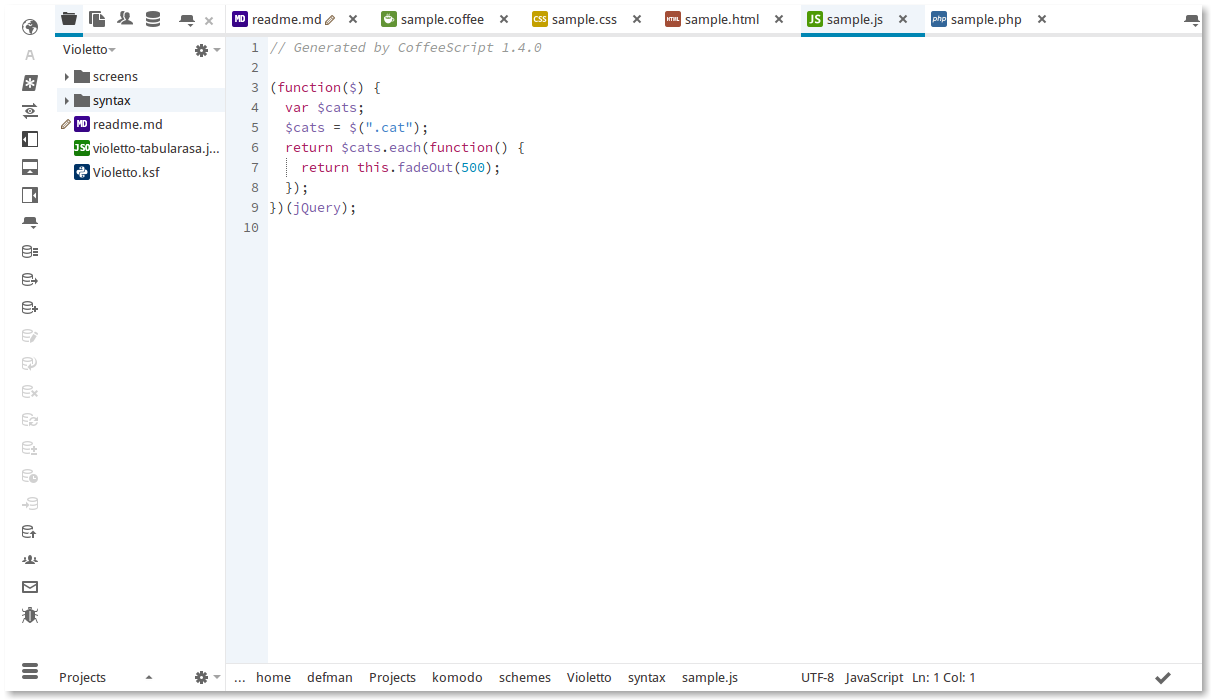 readme.md
sample.coffee
sample.css
sample.html
sample.js
sample.php
Violetto
screens
syntax
readme.md
violetto-tabularasa.j...
Violetto.ksf
1 // Generated by CoffeeScript 1.4.0
2
3 (function($) {
4 var $cats;
5 $cats = $(".cat");
6 return $cats.each(function() {
7 return this.fadeOut(500);
8 });
9 })(jQuery);
10
Projects
... home defman Projects komodo schemes Violetto syntax sample.js
UTF-8 JavaScript Ln: 1 Col: 1